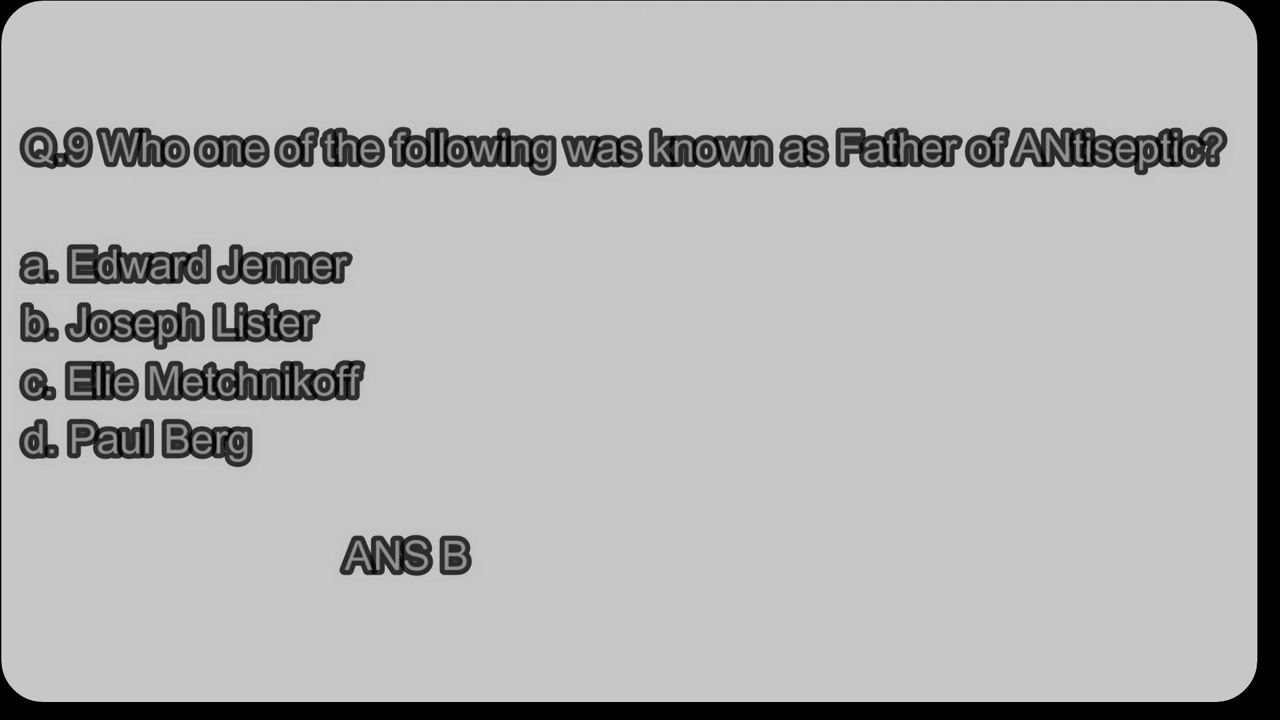 Q.9 Who one of the following was known as Father of ANtiseptic?
a. Edward Jenner
b. Joseph Lister
c. Elie Metchnikoff
d. Paul Berg
ANS B